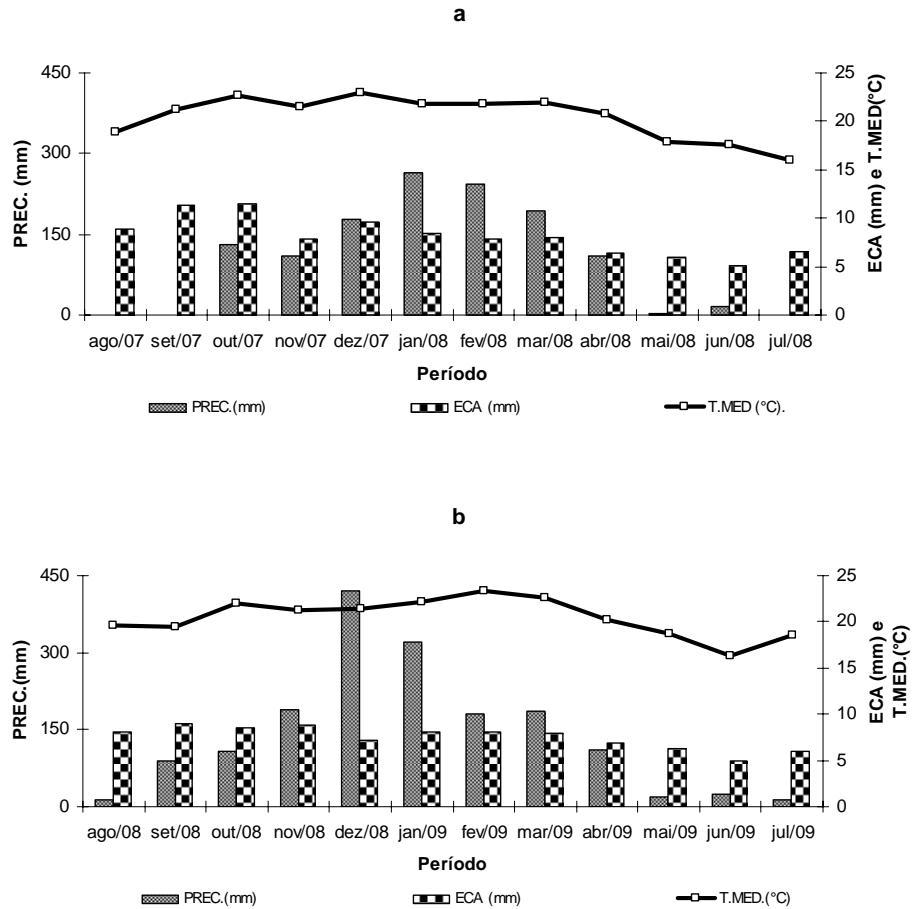 a
450
300
150
0
PREC. (mm)
25
20
15
10
5
0
ECA (mm) e T.MED(°C)
ago/07 set/07 out/07 nov/07 dez/07 jan/08 fev/08 mar/08 abr/08 mai/08 jun/08 jul/08
Período
PREC.(mm) ECA (mm) T.MED (°C).
b
450
300
150
0
PREC.(mm)
25
20
15
10
5
0
ECA (mm) e
T.MED.(°C)
ago/08 set/08 out/08 nov/08 dez/08 jan/09 fev/09 mar/09 abr/09 mai/09 jun/09 jul/09
Período
PREC.(mm) ECA (mm) T.MED.(°C)